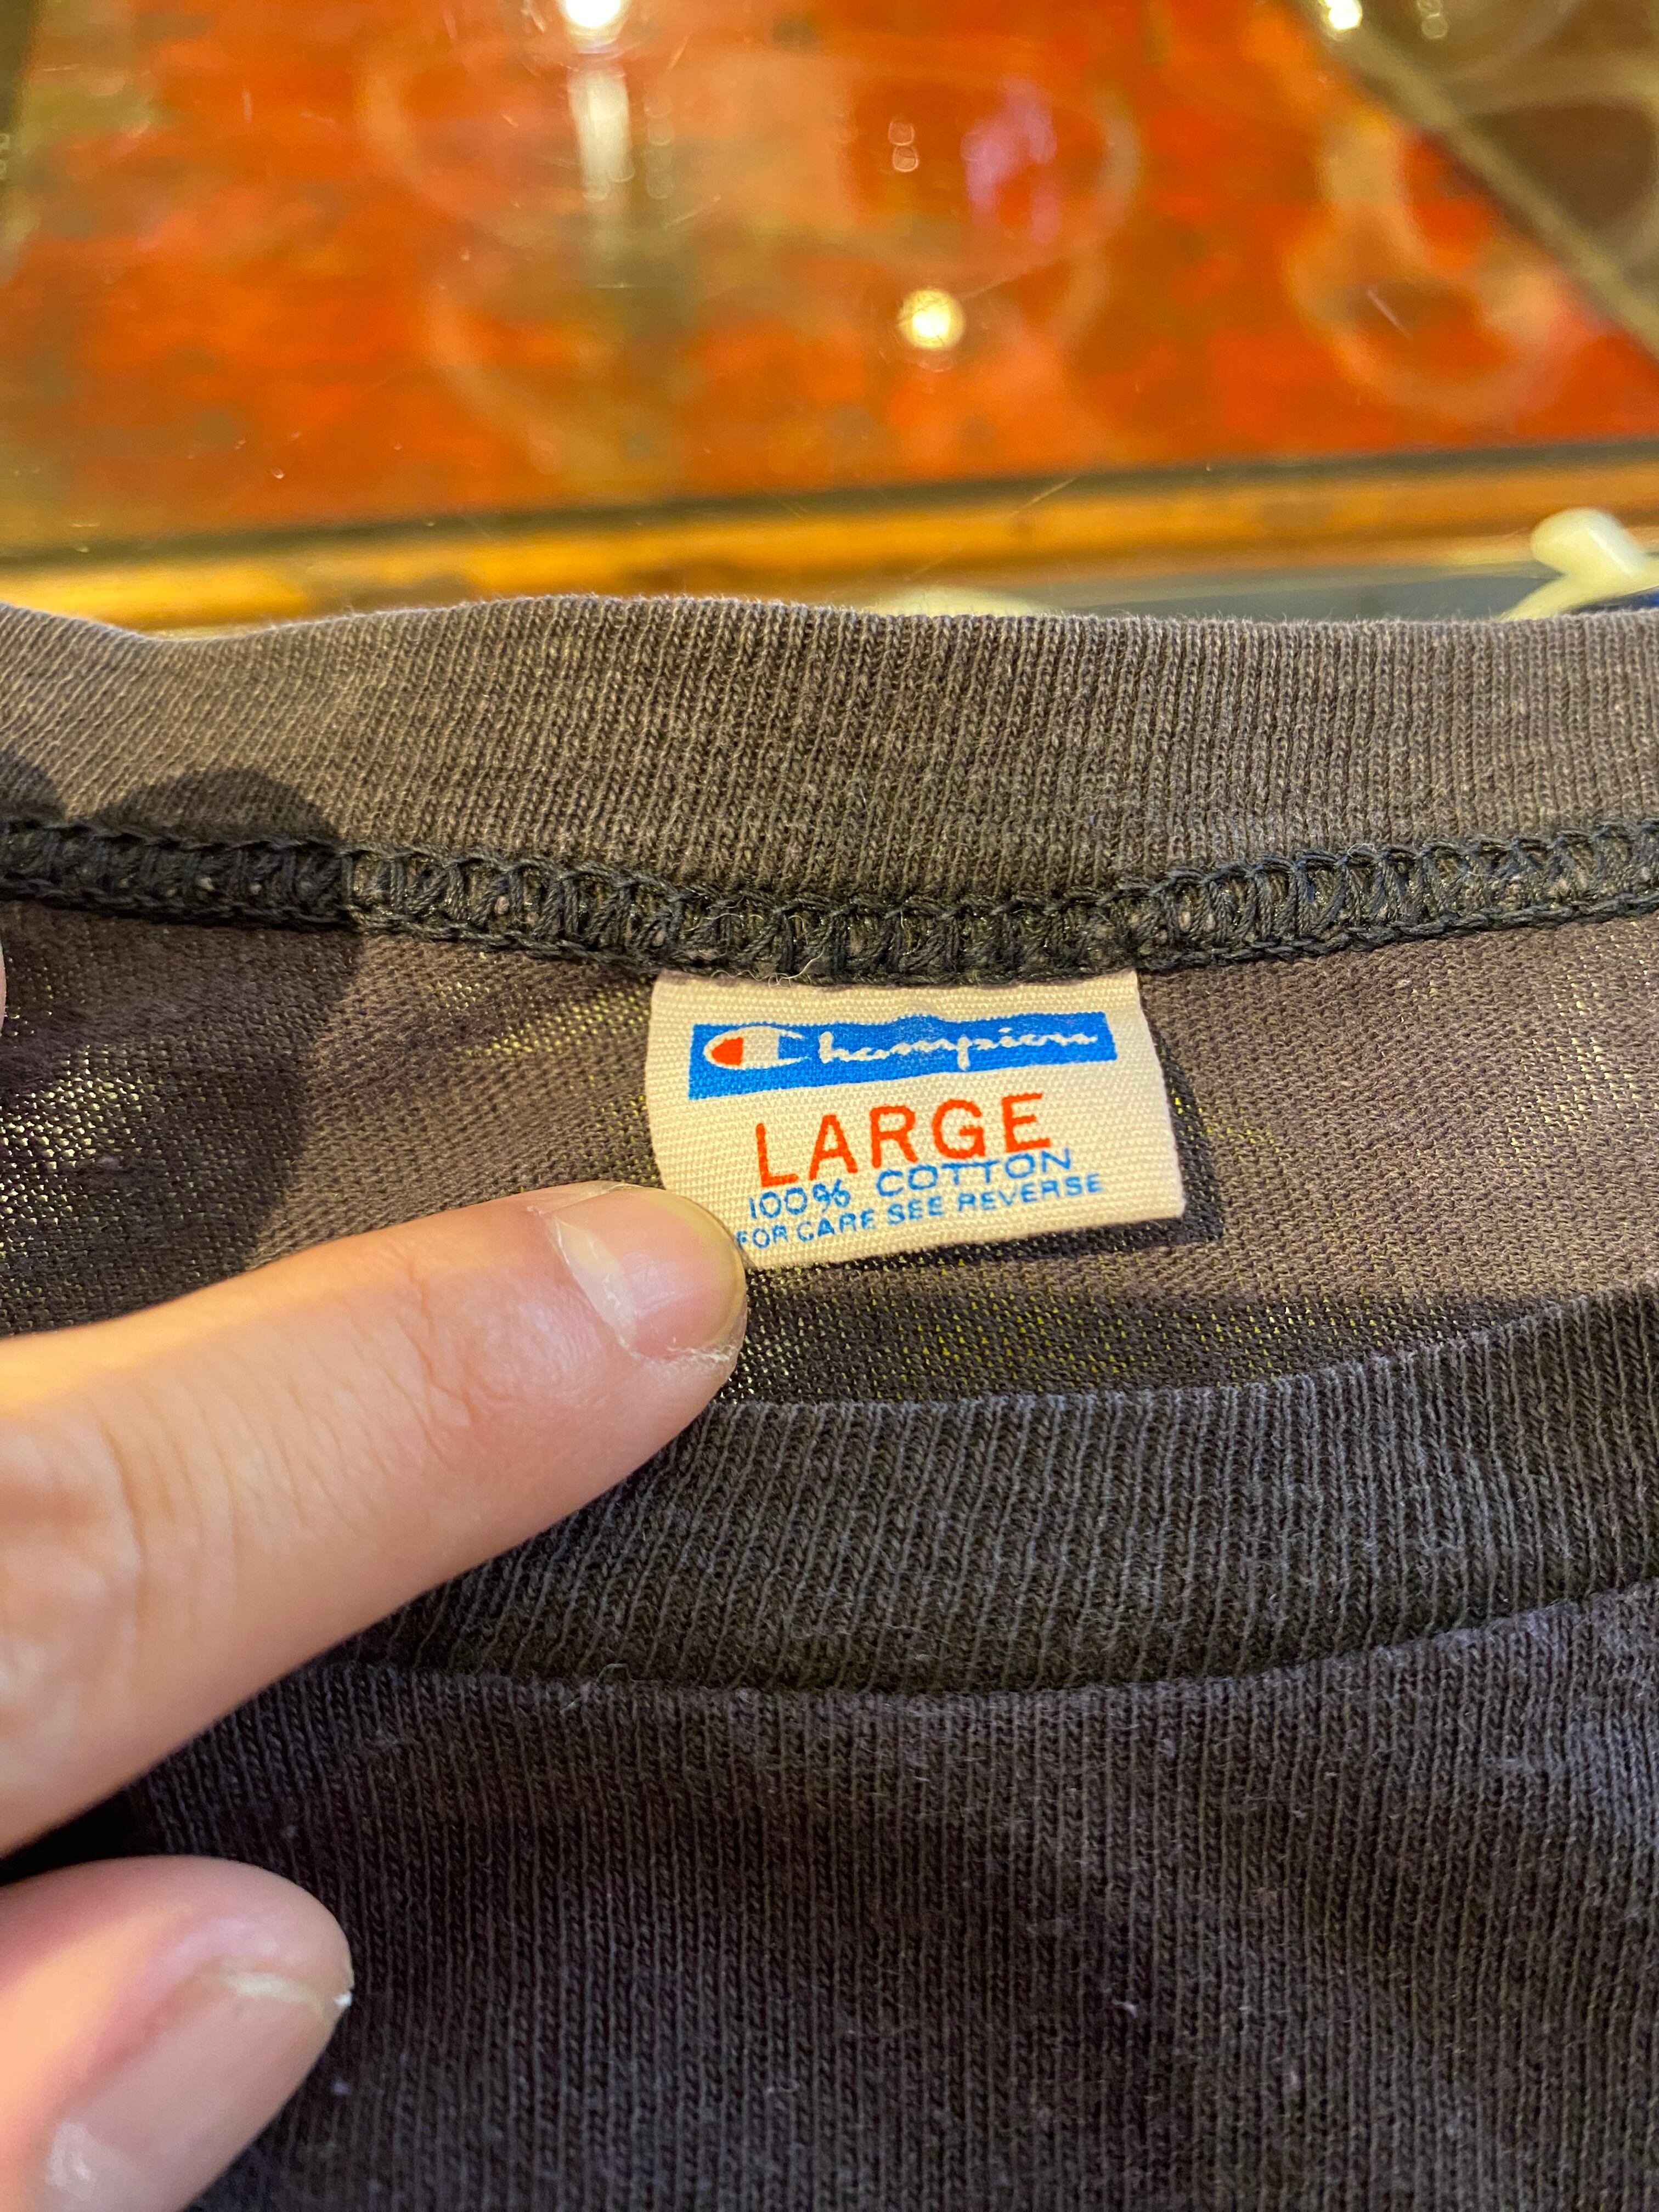 Champion
LARGE
100% COTTON
FOR CARE SEE REVERSE